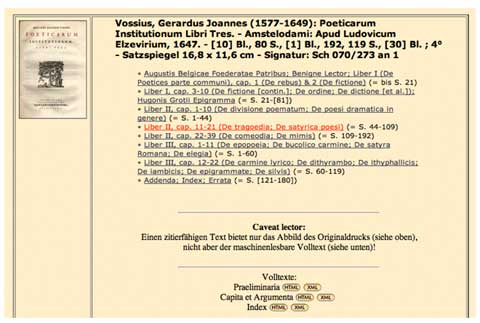 POETICARUM
INSTITUTIONUM
Vossius, Gerardus Joannes (1577-1649): Poeticarum
Institutionum Libri Tres. - Amstelodami: Apud Ludovicum
Elzevirium, 1647. - [10] Bl., 80 S., [1] Bl., 192, 119 S., [30] Bl. ; 4°
- Satzspiegel 16,8 x 11,6 cm - Signatur: Sch 070/273 an 1
• Augustis Belgicae Foederatae Patribus; Benigne Lector; Liber I (De
Poetices parte communi), cap. 1 (De rebus) & 2 (De fictione) (= bis S. 21)
• Liber I, cap. 3-10 (De fictione [contin.]; De ordine; De dictione [et al.]);
Hugonis Grotii Epigramma (= S. 21-[81])
• Liber II, cap. 1-10 (De divisione poematum; De poesi dramatica in
genere) (= S. 1-44)
• Liber II, cap. 11-21 (De tragoedia; De satyrica poesi) (= S. 44-109)
• Liber II, cap. 22-39 (De comoedia; De mimis) (= S. 109-192)
• Liber III, cap. 1-11 (De epopoeia; De bucolico carmine; De satyra
Romana; De elegia) (= S. 1-60)
• Liber III, cap. 12-22 (De carmine lyrico; De dithyrambo; De ithyphallicis;
De iambicis; De epigrammate; De silvis) (= S. 60-119)
• Addenda; Index; Errata (= S. [121-180])
Caveat lector:
Einen zitierfähigen Text bietet nur das Abbild des Originaldrucks (siehe oben),
nicht aber der maschinenlesbare Volltext (siehe unten)!
Volltexte:
Praeliminaria HTML XML
Capita et Argumenta HTML XML
Index HTML XML